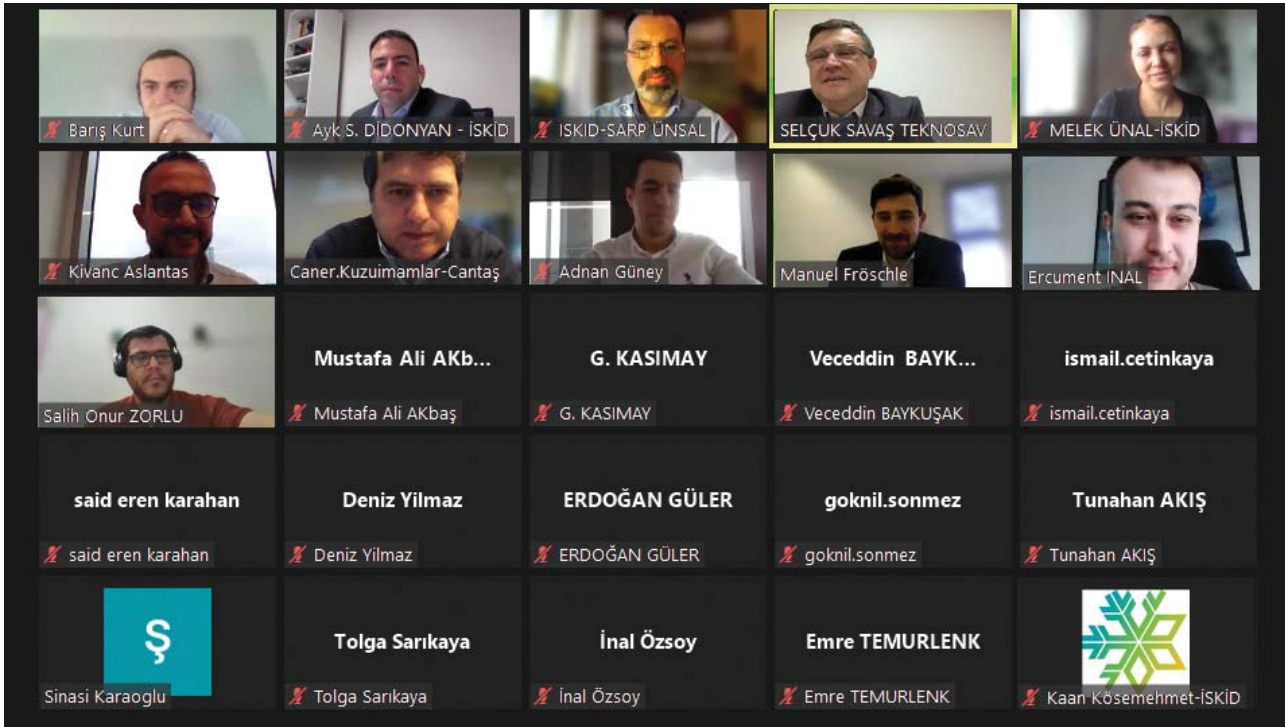 Barış Kurt
Ayk S. DİDONYAN - İSKİD
ISKID-SARP ÜNSAL
SELÇUK SAVAŞ TEKNOSAV
MELEK ÜNAL-İSKİD
Kivanc Aslantas
Caner.Kuzuimamlar-Cantaş
Adnan Güney
Manuel Fröschle
Ercument INAL
Salih Onur ZORLU
Mustafa Ali AKb...
Mustafa Ali AKbaş
G. KASIMAY
G. KASIMAY
Veceddin BAYK...
Veceddin BAYKUŞAK
ismail.cetinkaya
ismail.cetinkaya
said eren karahan
said eren karahan
Deniz Yilmaz
Deniz Yilmaz
ERDOĞAN GÜLER
ERDOĞAN GÜLER
goknil.sonmez
goknil.sonmez
Tunahan AKIŞ
Tunahan AKIŞ
Ş
Sinasi Karaoglu
Tolga Sarıkaya
Tolga Sarıkaya
İnal Özsoy
İnal Özsoy
Emre TEMURLENK
Emre TEMURLENK
Kaan Kösemehmet-İSKİD